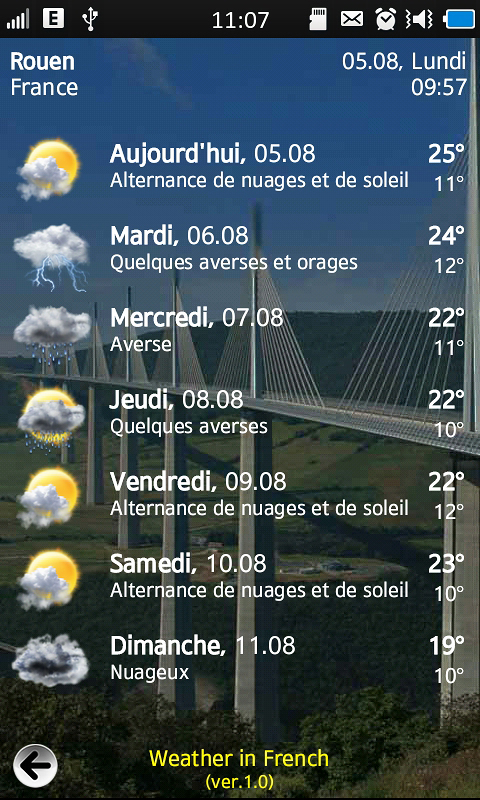 E 11:07
Rouen 05.08, Lundi
France 09:57
Aujourd'hui, 05.08 25°
Alternance de nuages et de soleil 11°
Mardi, 06.08 24°
Quelques averses et orages 12°
Mercredi, 07.08 22°
Averse 11°
Jeudi, 08.08 22°
Quelques averses 10°
Vendredi, 09.08 22°
Alternance de nuages et de soleil 12°
Samedi, 10.08 23°
Alternance de nuages et de soleil 10°
Dimanche, 11.08 19°
Nuageux 10°
Weather in French
(ver.1.0)